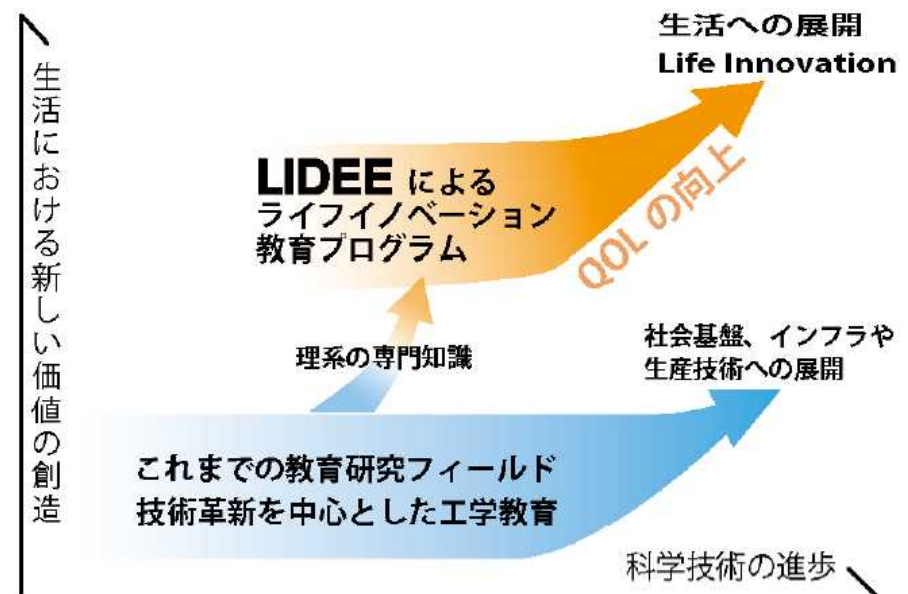 生活における新しい価値の創造
生活への展開
Life Innovation
LIDEE による
ライフイノベーション
教育プログラム
QOL の向上
理系の専門知識
社会基盤、インフラや
生産技術への展開
これまでの教育研究フィールド
技術革新を中心とした工学教育
科学技術の進歩